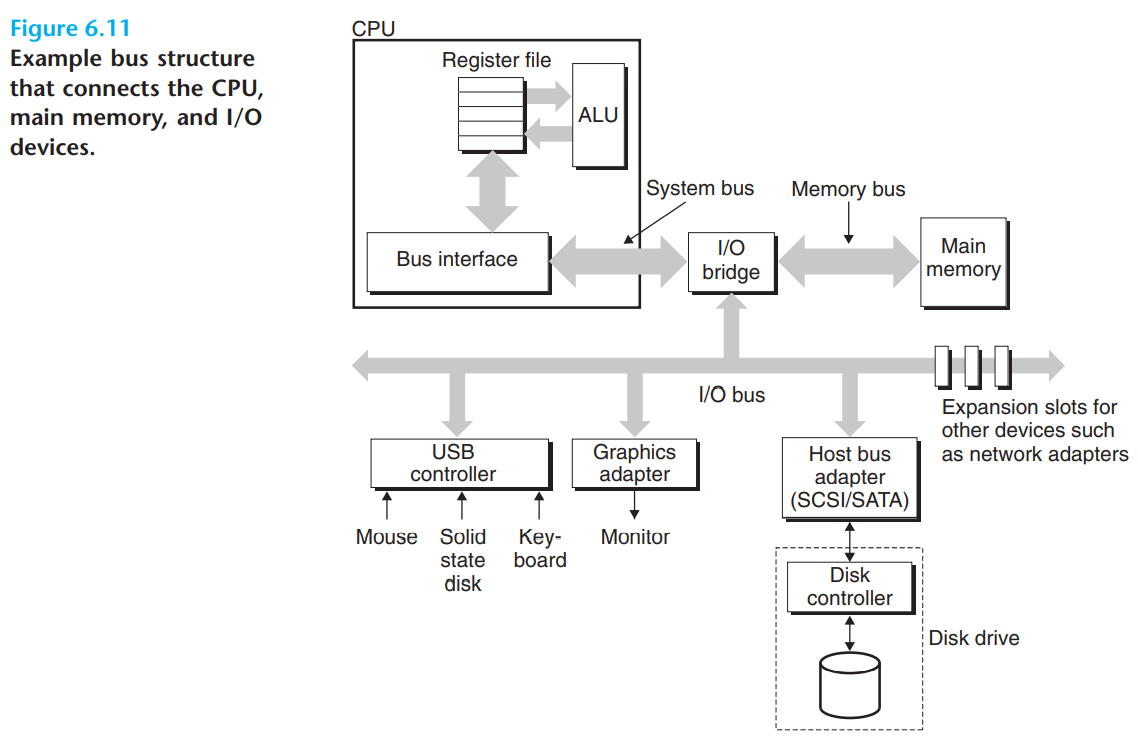 Figure 6.11
Example bus structure
that connects the CPU,
main memory, and I/O
devices.
CPU
Register file
ALU
System bus
Memory bus
Bus interface
I/O
bridge
Main
memory
I/O bus
Expansion slots for
other devices such
as network adapters
USB
controller
Graphics
adapter
Host bus
adapter
(SCSI/SATA)
Mouse
Solid
state
disk
Key-
board
Monitor
Disk
controller
Disk drive